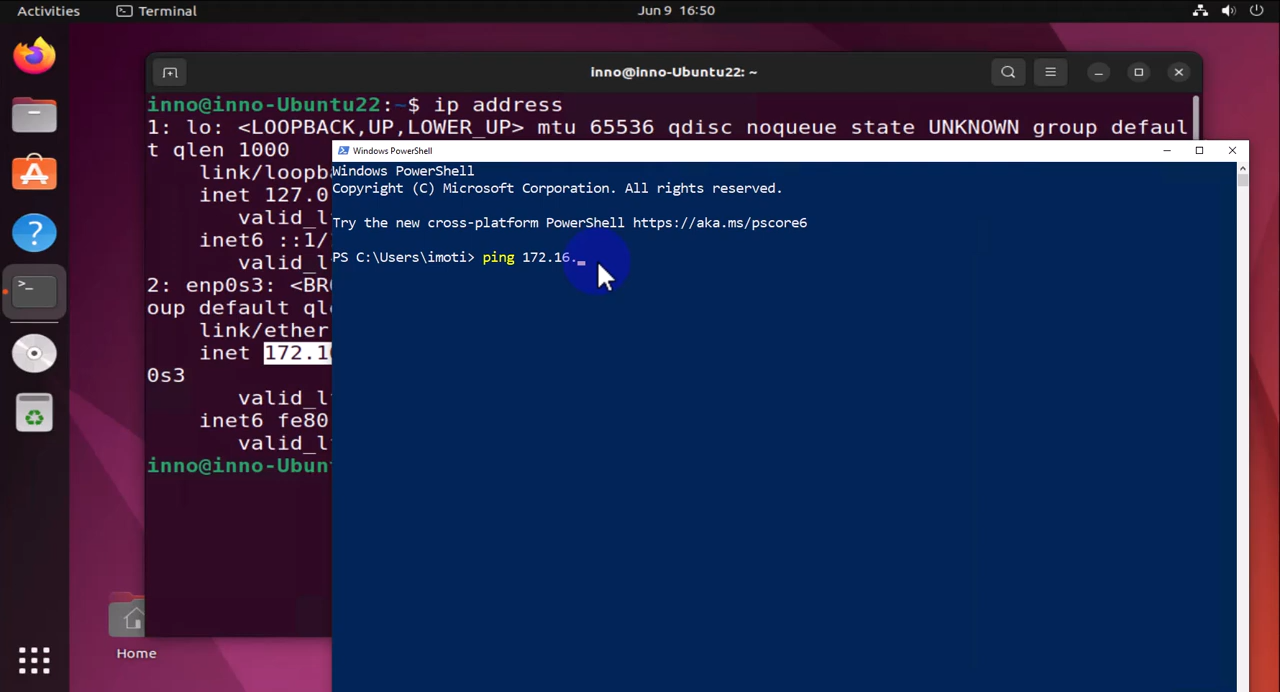 Activities
Terminal
Jun 9 16:50
inno@inno-Ubuntu22: ~
inno@inno-Ubuntu22:~$ ip address
1: lo: <LOOPBACK,UP,LOWER_UP> mtu 65536 qdisc noqueue state UNKNOWN group defaul
t qlen 1000
link/loopb
inet 127.0
valid_l
inet6 ::1/
valid_l
2: enp0s3: <BRO
oup default ql
link/ether
inet 172.1
0s3
valid_l
inet6 fe80
valid_l
inno@inno-Ubun
Windows PowerShell
Windows PowerShell
Copyright (C) Microsoft Corporation. All rights reserved.
Try the new cross-platform PowerShell https://aka.ms/pscore6
PS C:\Users\imoti> ping 172.16._
Home